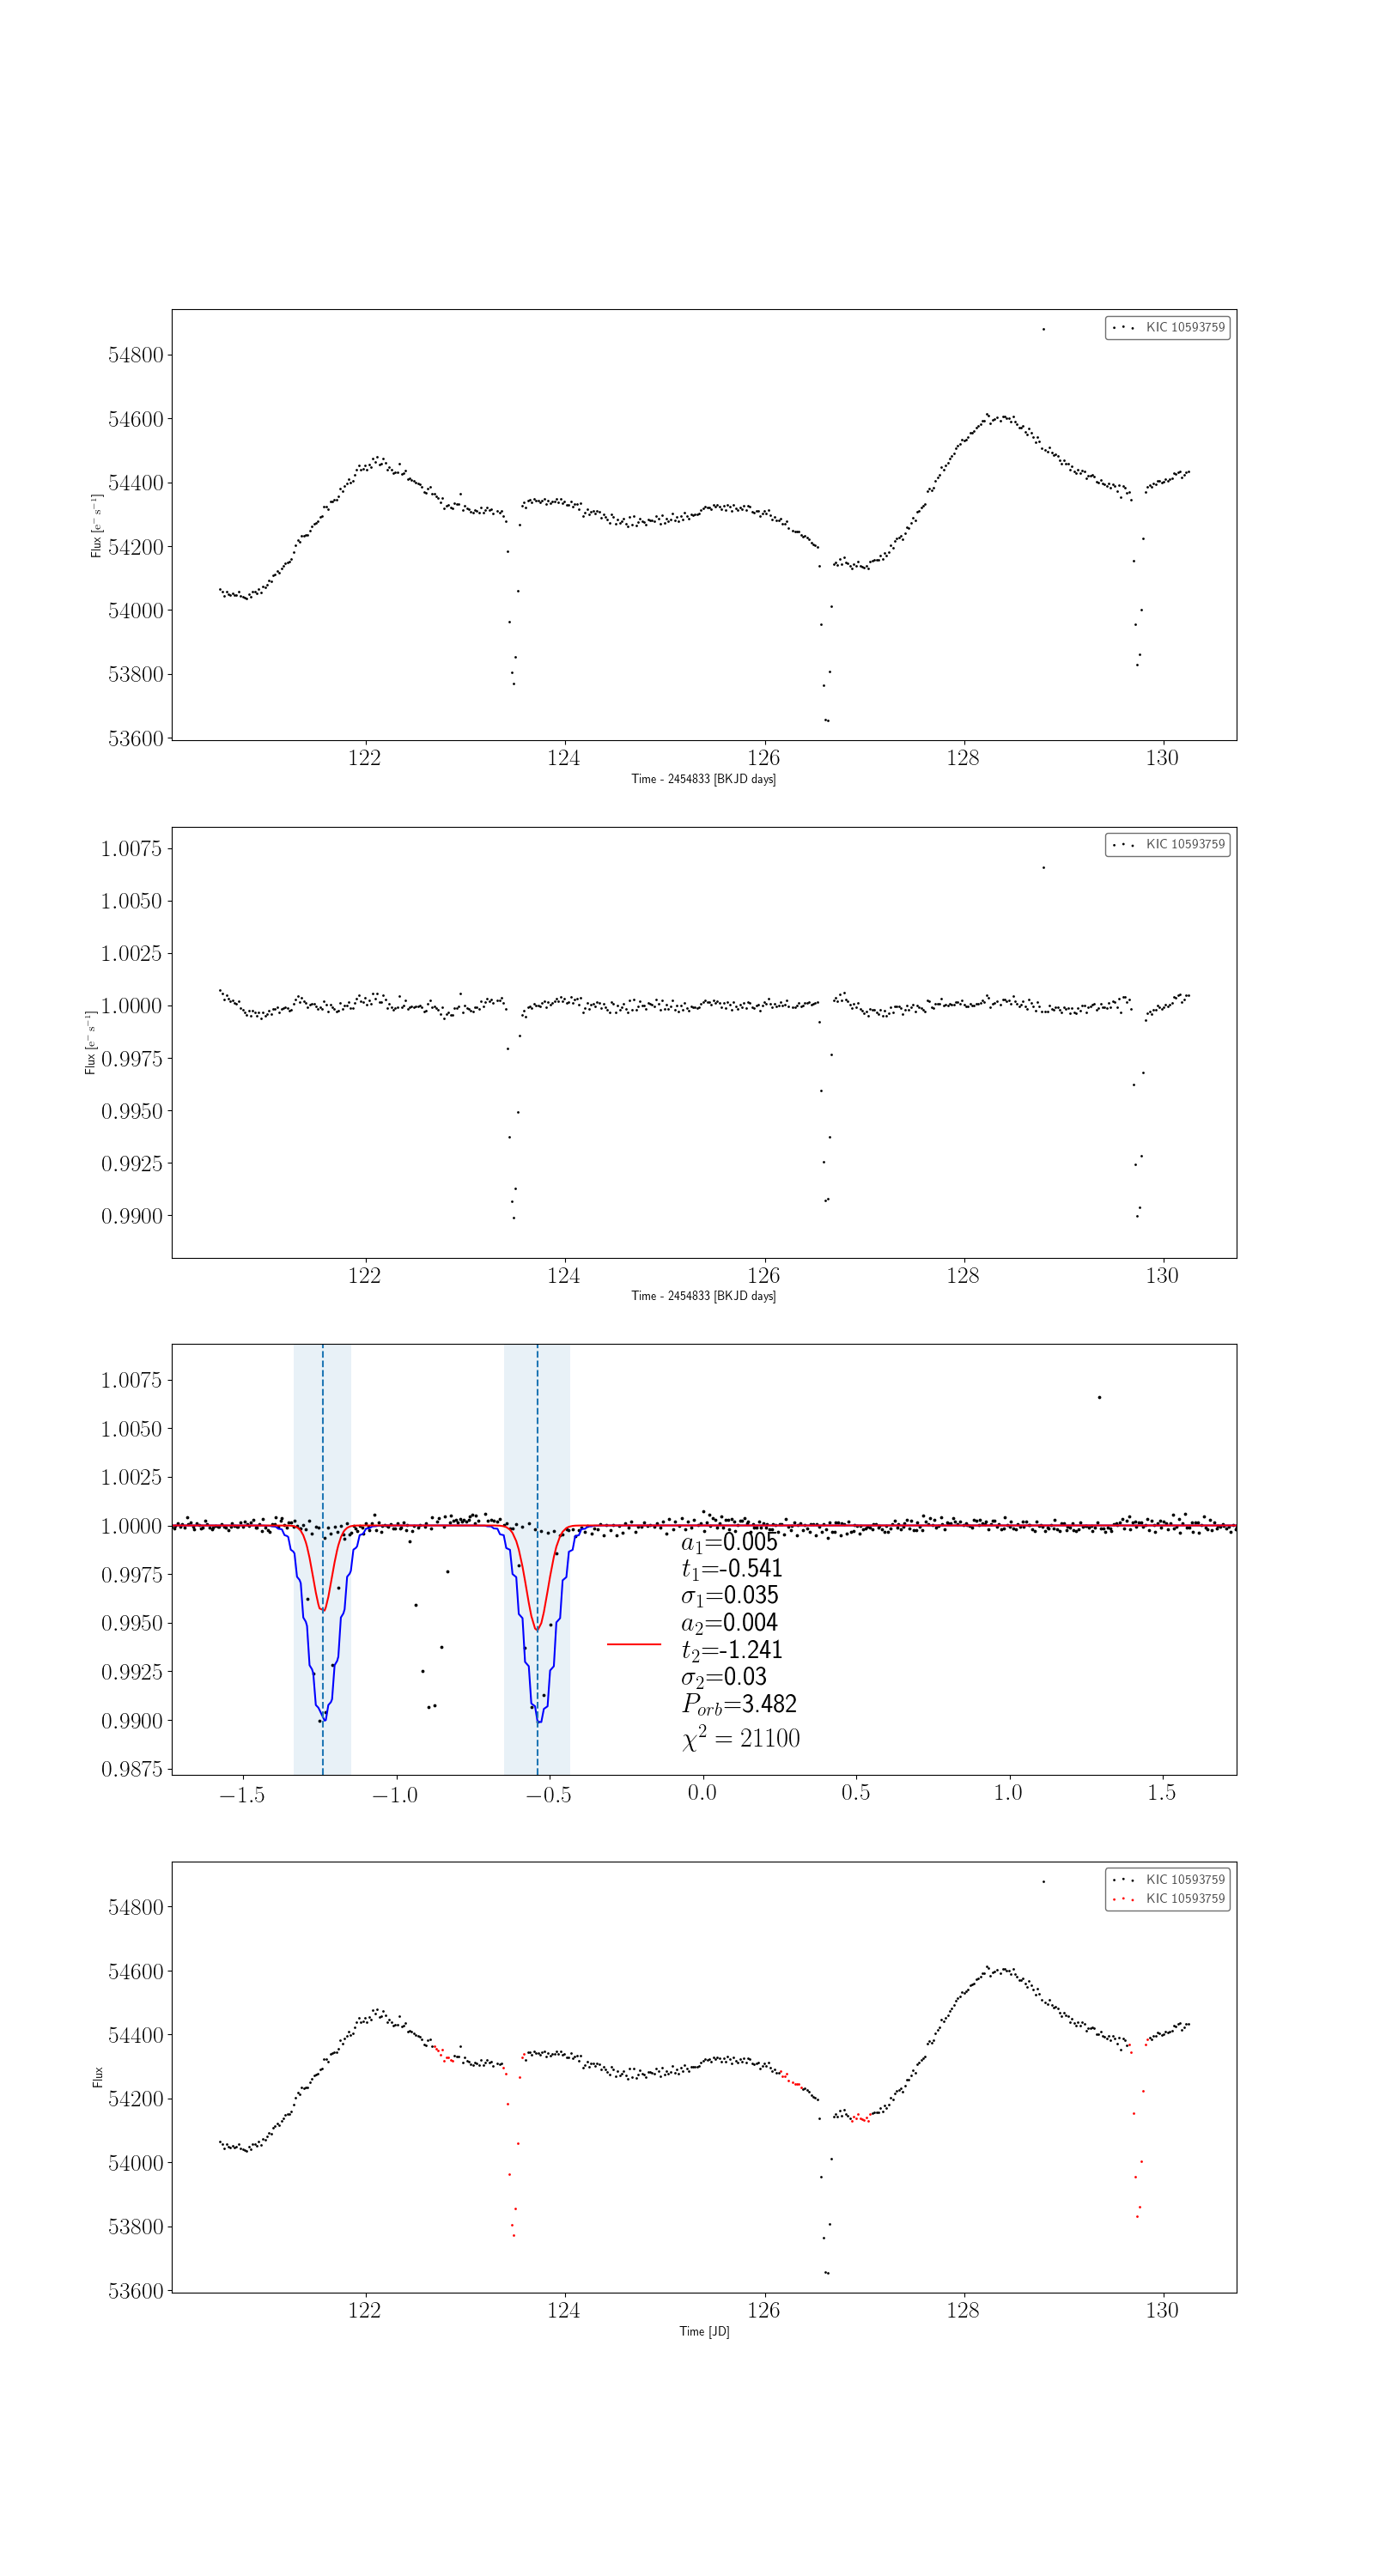 KIC 10593759
54800
54600
54400
54200
54000
53800
53600
Flux [e⁻ s⁻¹]
122 124 126 128 130
Time - 2454833 [BKJD days]
KIC 10593759
1.0075
1.0050
1.0025
1.0000
0.9975
0.9950
0.9925
0.9900
Flux [e⁻ s⁻¹]
122 124 126 128 130
Time - 2454833 [BKJD days]
1.0075
1.0050
1.0025
1.0000
0.9975
0.9950
0.9925
0.9900
0.9875
a₁=0.005
t₁=-0.541
σ₁=0.035
a₂=0.004
t₂=-1.241
σ₂=0.03
P_orb=3.482
χ² = 21100
−1.5 −1.0 −0.5 0.0 0.5 1.0 1.5
KIC 10593759
KIC 10593759
54800
54600
54400
54200
54000
53800
53600
Flux
122 124 126 128 130
Time [JD]